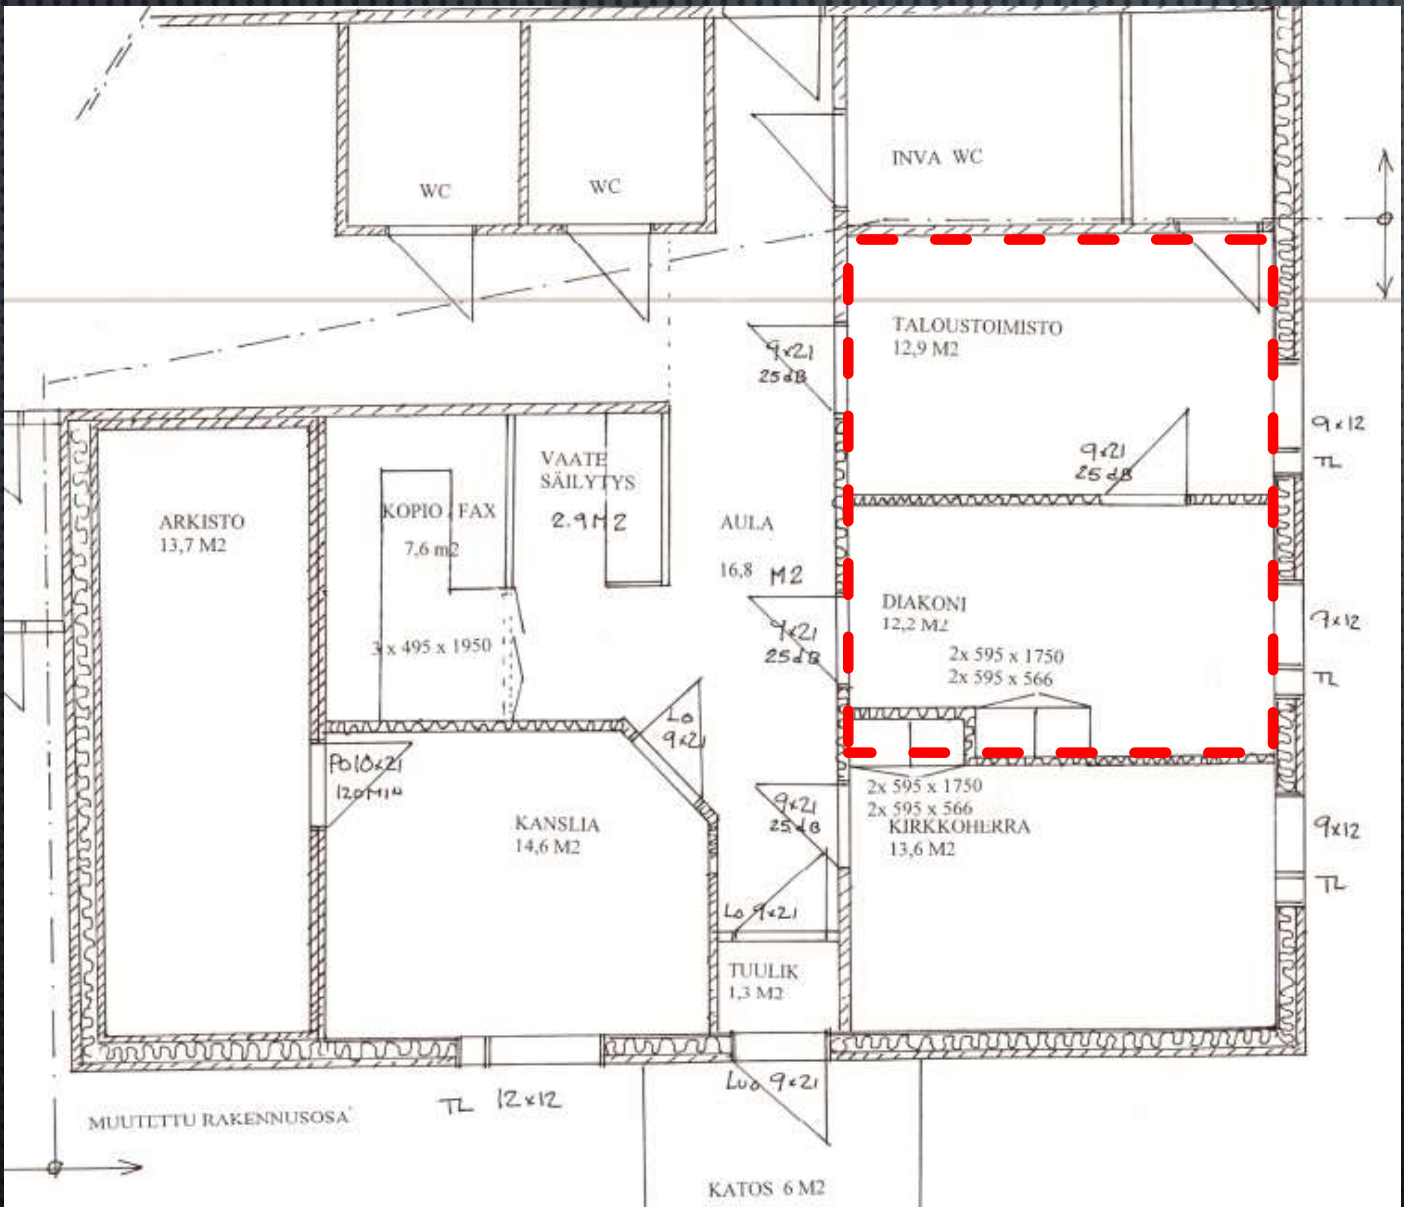 INVA WC
WC
WC
TALOUSTOIMISTO
12,9 M2
9x21
25dB
9x12
TL
9x21
25dB
VAATE
SÄILYTYS
2.9M2
KOPIO / FAX
7,6 m2
ARKISTO
13,7 M2
AULA
16,8 M2
DIAKONI
12,2 M2
9x12
TL
9x21
25dB
2x 595 x 1750
2x 595 x 566
3 x 495 x 1950
Lo
9x21
PO10x21
120MIN
9x21
25dB
2x 595 x 1750
2x 595 x 566
KIRKKOHERRA
13,6 M2
9x12
TL
KANSLIA
14,6 M2
Lo 9x21
TUULIK
1,3 M2
Luo 9x21
TL 12x12
MUUTETTU RAKENNUSOSA
KATOS 6 M2